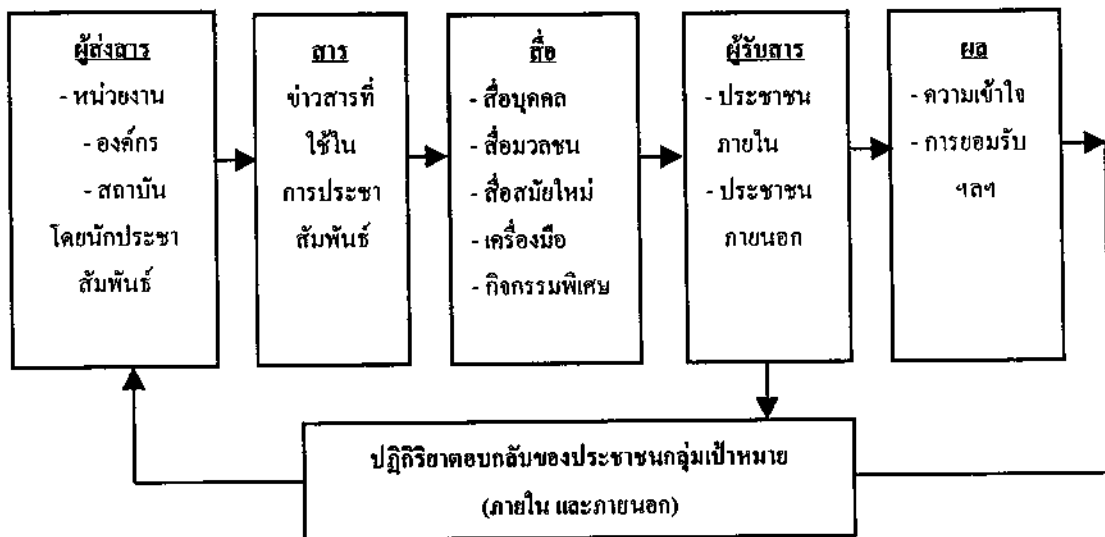 ผู้ส่งสาร
- หน่วยงาน
- องค์กร
- สถาบัน
โดยนักประชา
สัมพันธ์
สาร
ข่าวสารที่
ใช้ใน
การประชา
สัมพันธ์
สื่อ
- สื่อบุคคล
- สื่อมวลชน
- สื่อสมัยใหม่
- เครื่องมือ
- กิจกรรมพิเศษ
ผู้รับสาร
- ประชาชน
ภายใน
- ประชาชน
ภายนอก
ผล
- ความเข้าใจ
- การยอมรับ
ฯลฯ
ปฏิกิริยาตอบกลับของประชาชนกลุ่มเป้าหมาย
(ภายใน และภายนอก)